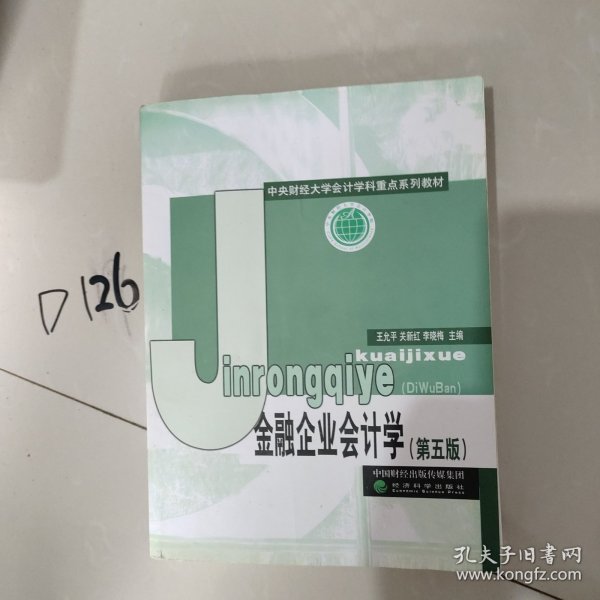 中央财经大学会计学科重点系列教材
D126
王允平 关新红 李晓梅 主编
kuaijixue
Jinrongqiye
(DiWuBan)
金融企业会计学(第五版)
中国财经出版传媒集团
经济科学出版社
Economic Science Press
孔夫子旧书网
www.kongfz.com